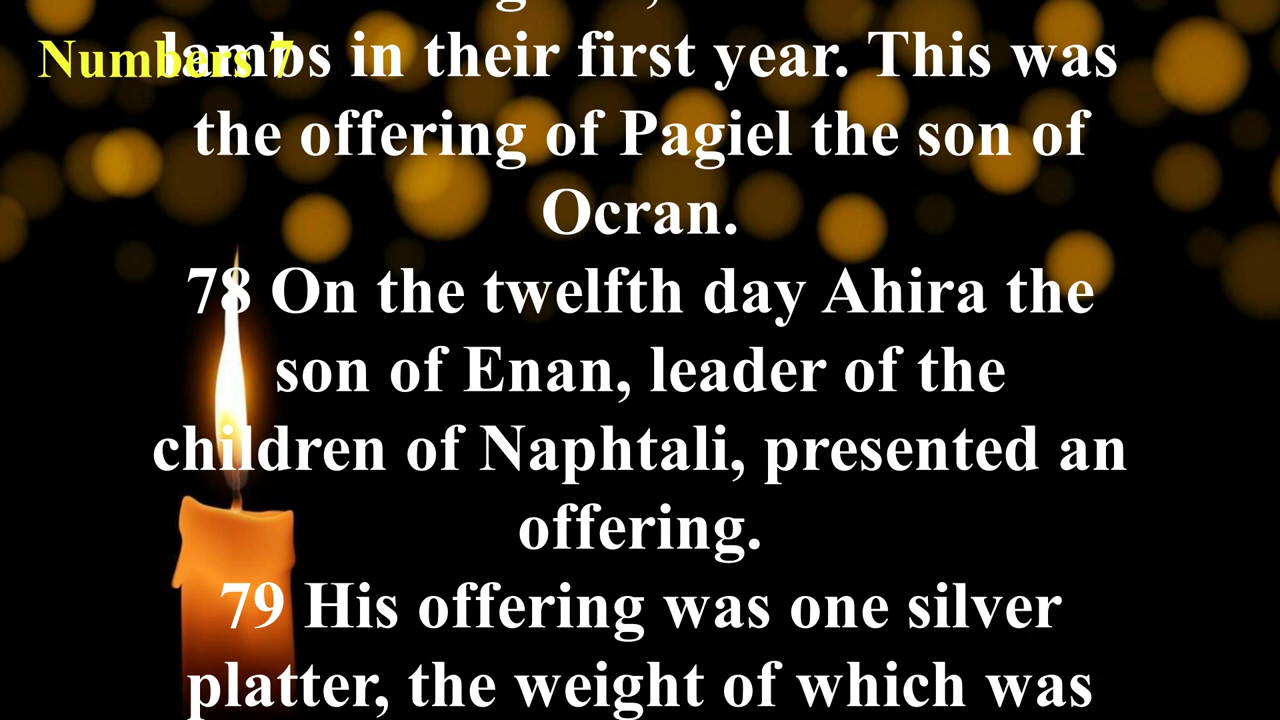 Numbers 7
lambs in their first year. This was
the offering of Pagiel the son of
Ocran.
78 On the twelfth day Ahira the
son of Enan, leader of the
children of Naphtali, presented an
offering.
79 His offering was one silver
platter, the weight of which was